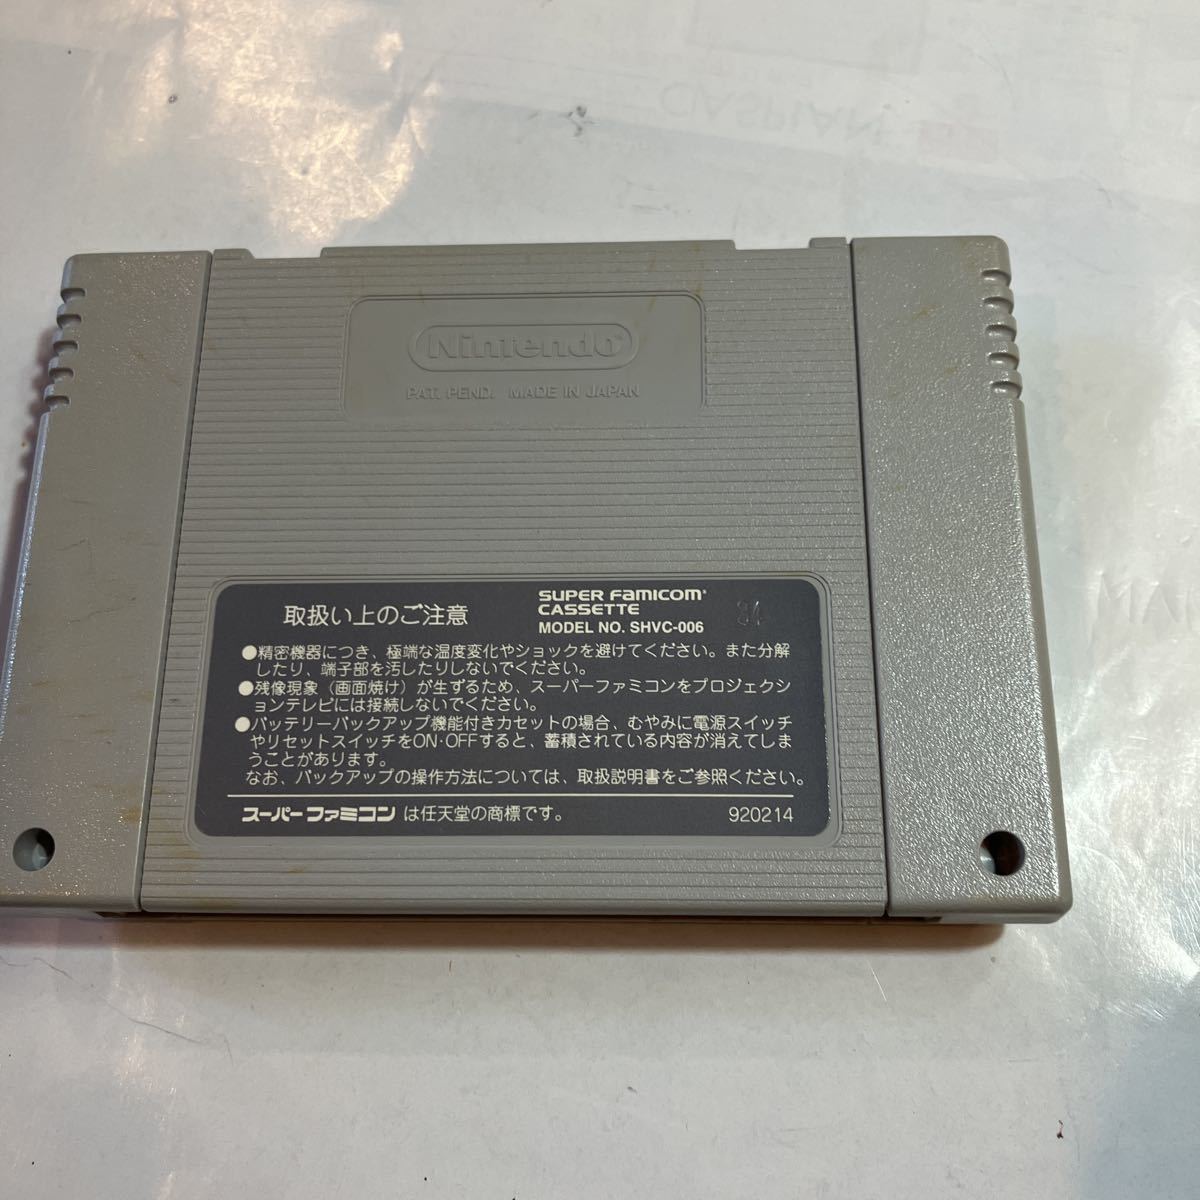 Nintendo®
PAT. PEND. MADE IN JAPAN
取扱い上のご注意
SUPER FAMICOM®
CASSETTE
MODEL NO. SHVC-006
●精密機器につき、極端な温度変化やショックを避けてください。また分解
したり、端子部を汚したりしないでください。
●残像現象（画面焼け）が生ずるため、スーパーファミコンをプロジェクシ
ョンテレビには接続しないでください。
●バッテリーバックアップ機能付きカセットの場合、むやみに電源スイッチ
やリセットスイッチをON・OFFすると、蓄積されている内容が消えてしま
うことがあります。
なお、バックアップの操作方法については、取扱説明書をご参照ください。
スーパーファミコン は任天堂の商標です。
920214